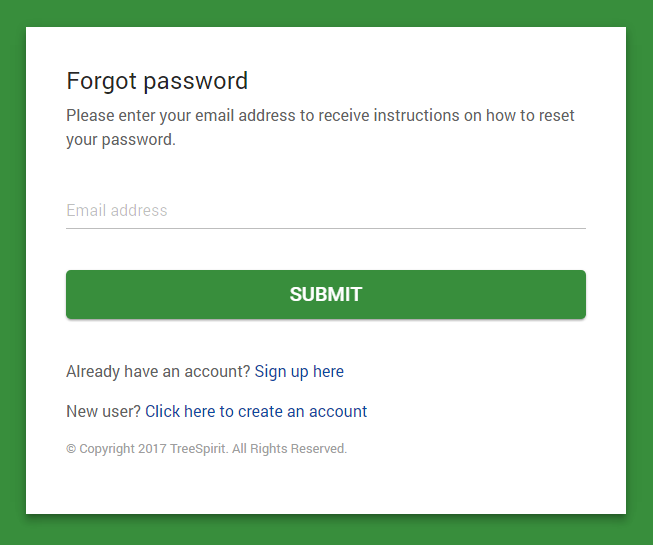 Forgot password
Please enter your email address to receive instructions on how to reset
your password.
Email address
SUBMIT
Already have an account? Sign up here
New user? Click here to create an account
© Copyright 2017 TreeSpirit. All Rights Reserved.